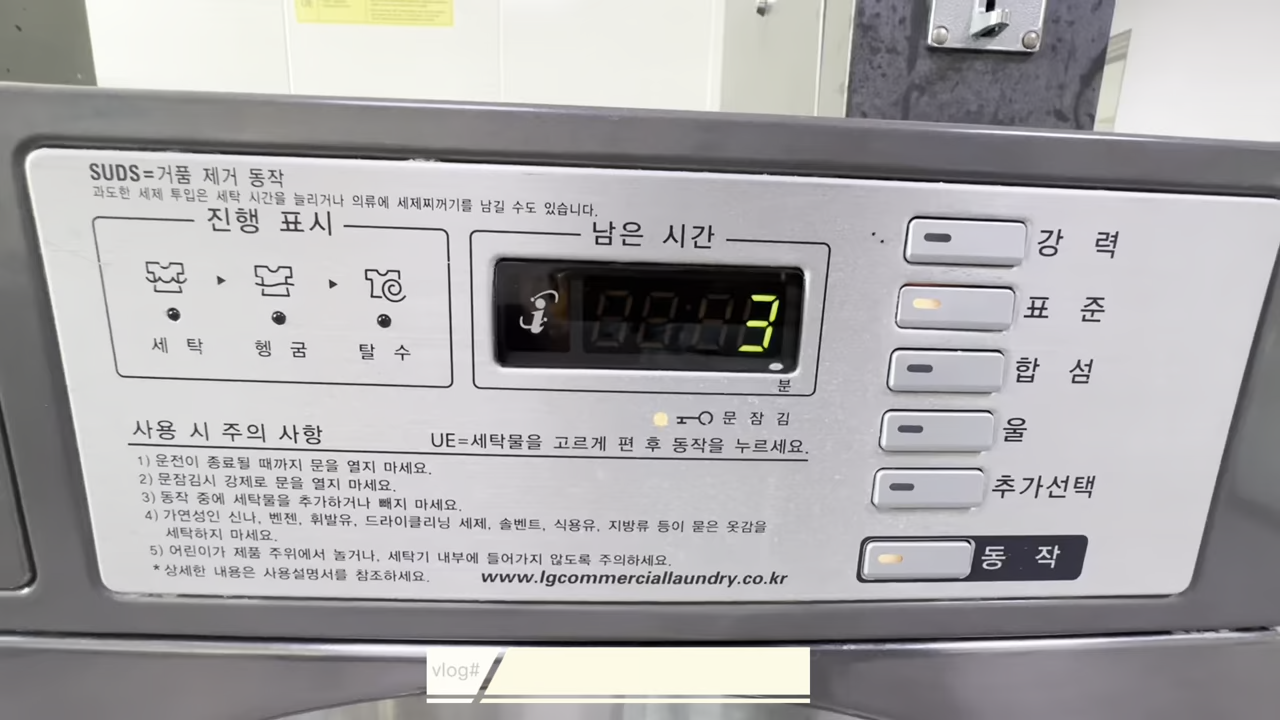 SUDS=거품 제거 동작
과도한 세제 투입은 세탁 시간을 늘리거나 의류에 세제찌꺼기를 남길 수도 있습니다.
진행 표시
세 탁
헹 굼
탈 수
남은 시간
3
분
문 잠 김
사용 시 주의 사항
UE=세탁물을 고르게 편 후 동작을 누르세요.
1) 운전이 종료될 때까지 문을 열지 마세요.
2) 문잠김시 강제로 문을 열지 마세요.
3) 동작 중에 세탁물을 추가하거나 빼지 마세요.
4) 가연성인 신나, 벤젠, 휘발유, 드라이클리닝 세제, 솔벤트, 식용유, 지방류 등이 묻은 옷감을
세탁하지 마세요.
5) 어린이가 제품 주위에서 놀거나, 세탁기 내부에 들어가지 않도록 주의하세요.
*상세한 내용은 사용설명서를 참조하세요.
www.lgcommerciallaundry.co.kr
강 력
표 준
합 섬
울
추가선택
동 작
vlog#